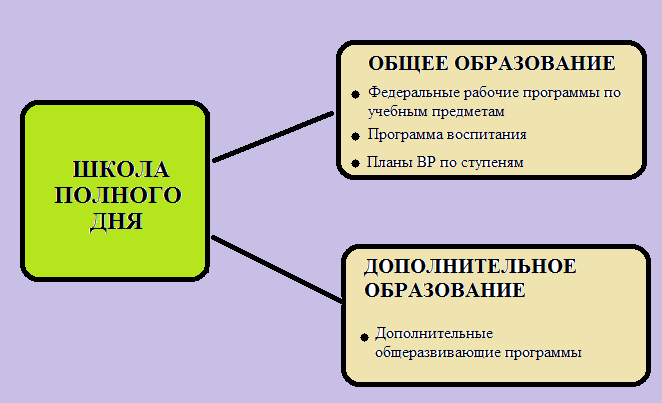 ШКОЛА
ПОЛНОГО
ДНЯ
ОБЩЕЕ ОБРАЗОВАНИЕ
Федеральные рабочие программы по
учебным предметам
Программа воспитания
Планы ВР по ступеням
ДОПОЛНИТЕЛЬНОЕ
ОБРАЗОВАНИЕ
Дополнительные
общеразвивающие программы